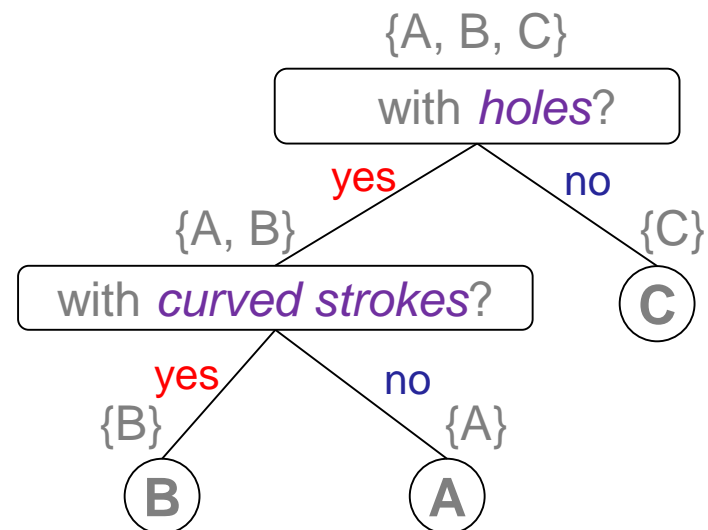 {A, B, C}
with holes?
yes
no
{A, B}
{C}
with curved strokes?
C
yes
no
{B}
{A}
B
A